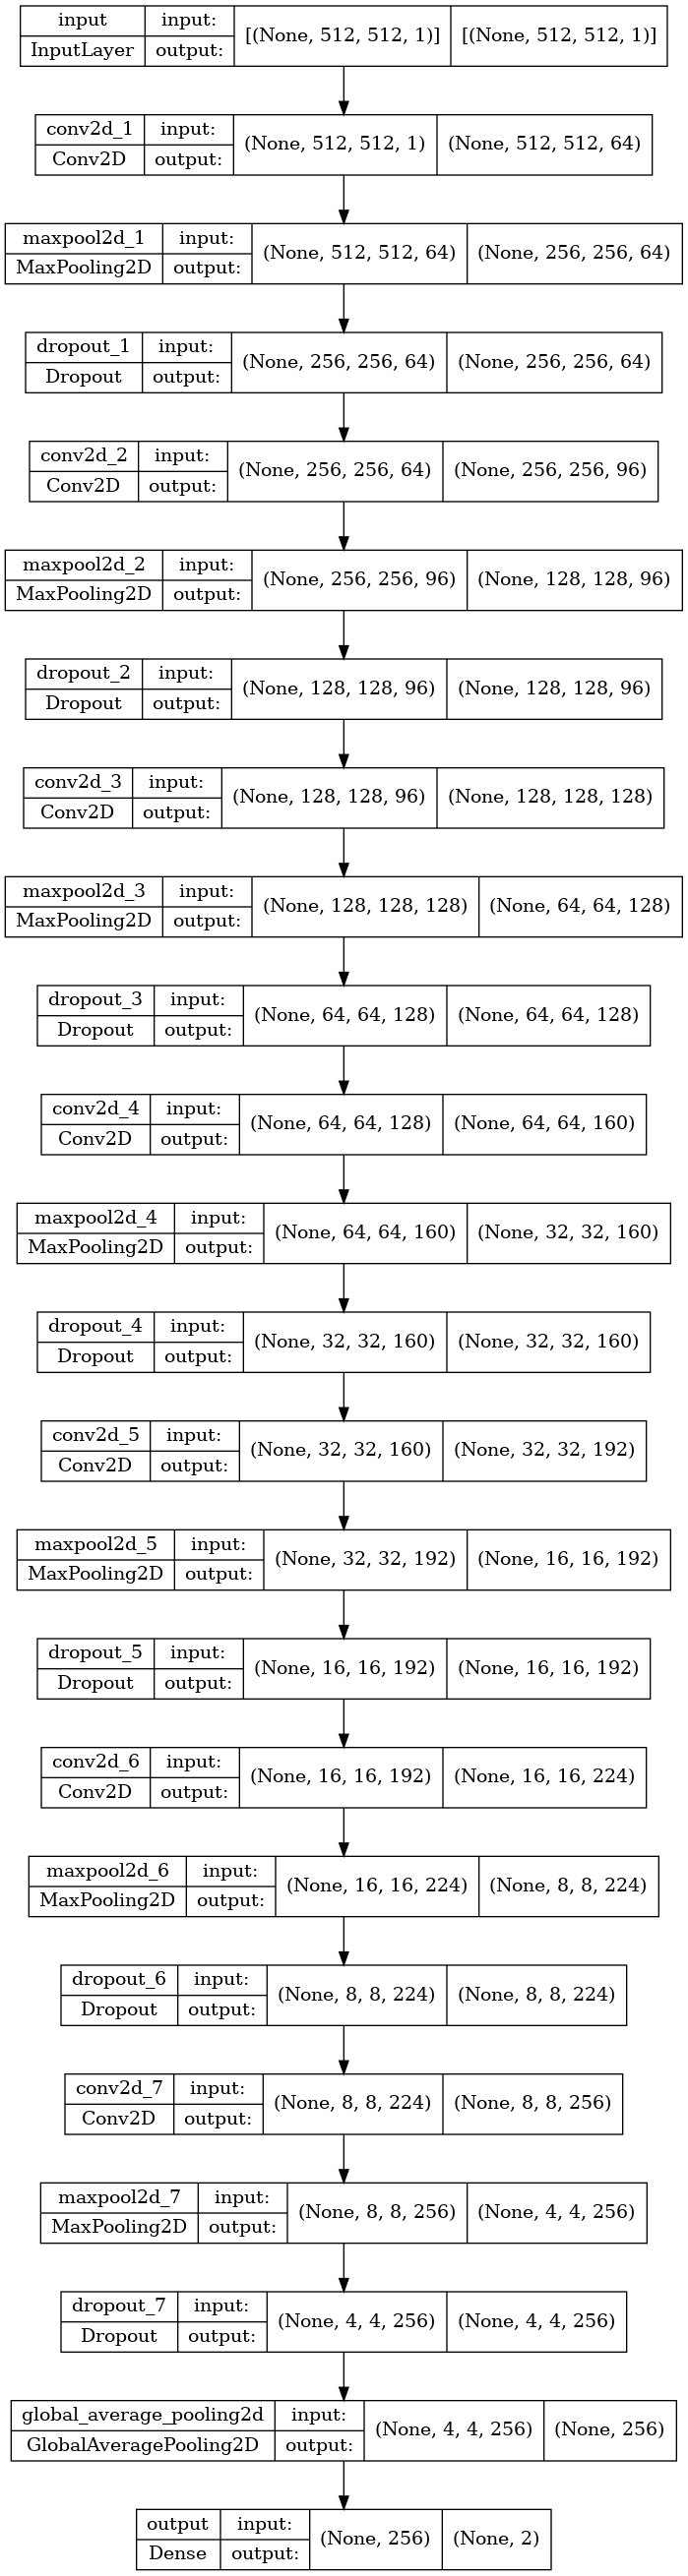 input input: [(None, 512, 512, 1)] [(None, 512, 512, 1)]
InputLayer output:
conv2d_1 input: (None, 512, 512, 1) (None, 512, 512, 64)
Conv2D output:
maxpool2d_1 input: (None, 512, 512, 64) (None, 256, 256, 64)
MaxPooling2D output:
dropout_1 input: (None, 256, 256, 64) (None, 256, 256, 64)
Dropout output:
conv2d_2 input: (None, 256, 256, 64) (None, 256, 256, 96)
Conv2D output:
maxpool2d_2 input: (None, 256, 256, 96) (None, 128, 128, 96)
MaxPooling2D output:
dropout_2 input: (None, 128, 128, 96) (None, 128, 128, 96)
Dropout output:
conv2d_3 input: (None, 128, 128, 96) (None, 128, 128, 128)
Conv2D output:
maxpool2d_3 input: (None, 128, 128, 128) (None, 64, 64, 128)
MaxPooling2D output:
dropout_3 input: (None, 64, 64, 128) (None, 64, 64, 128)
Dropout output:
conv2d_4 input: (None, 64, 64, 128) (None, 64, 64, 160)
Conv2D output:
maxpool2d_4 input: (None, 64, 64, 160) (None, 32, 32, 160)
MaxPooling2D output:
dropout_4 input: (None, 32, 32, 160) (None, 32, 32, 160)
Dropout output:
conv2d_5 input: (None, 32, 32, 160) (None, 32, 32, 192)
Conv2D output:
maxpool2d_5 input: (None, 32, 32, 192) (None, 16, 16, 192)
MaxPooling2D output:
dropout_5 input: (None, 16, 16, 192) (None, 16, 16, 192)
Dropout output:
conv2d_6 input: (None, 16, 16, 192) (None, 16, 16, 224)
Conv2D output:
maxpool2d_6 input: (None, 16, 16, 224) (None, 8, 8, 224)
MaxPooling2D output:
dropout_6 input: (None, 8, 8, 224) (None, 8, 8, 224)
Dropout output:
conv2d_7 input: (None, 8, 8, 224) (None, 8, 8, 256)
Conv2D output:
maxpool2d_7 input: (None, 8, 8, 256) (None, 4, 4, 256)
MaxPooling2D output:
dropout_7 input: (None, 4, 4, 256) (None, 4, 4, 256)
Dropout output:
global_average_pooling2d input: (None, 4, 4, 256) (None, 256)
GlobalAveragePooling2D output:
output input: (None, 256) (None, 2)
Dense output: